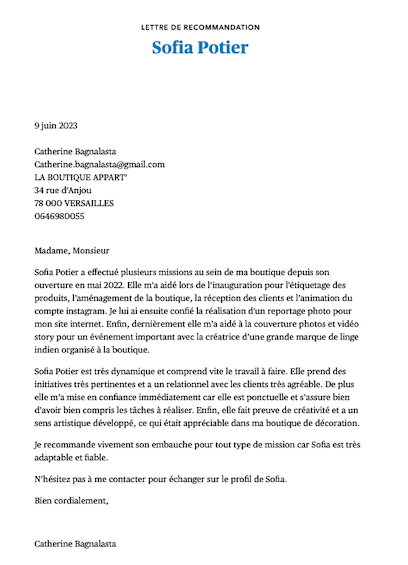 LETTRE DE RECOMMANDATION
Sofia Potier
9 juin 2023
Catherine Bagnalasta
Catherine.bagnalasta@gmail.com
LA BOUTIQUE APPART'
34 rue d'Anjou
78 000 VERSAILLES
0646980055
Madame, Monsieur
Sofia Potier a effectué plusieurs missions au sein de ma boutique depuis son
ouverture en mai 2022. Elle m'a aidé lors de l'inauguration pour l'étiquetage des
produits, l'aménagement de la boutique, la réception des clients et l'animation du
compte instagram. Je lui ai ensuite confié la réalisation d'un reportage photo pour
mon site internet. Enfin, dernièrement elle m'a aidé à la couverture photos et vidéo
story pour un événement important avec la créatrice d'une grande marque de linge
indien organisé à la boutique.
Sofia Potier est très dynamique et comprend vite le travail à faire. Elle prend des
initiatives très pertinentes et a un relationnel avec les clients très agréable. De plus
elle m'a mise en confiance immédiatement car elle est ponctuelle et s'assure bien
d'avoir bien compris les tâches à réaliser. Enfin, elle fait preuve de créativité et a un
sens artistique développé, ce qui était appréciable dans ma boutique de décoration.
Je recommande vivement son embauche pour tout type de mission car Sofia est très
adaptable et fiable.
N'hésitez pas à me contacter pour échanger sur le profil de Sofia.
Bien cordialement,
Catherine Bagnalasta